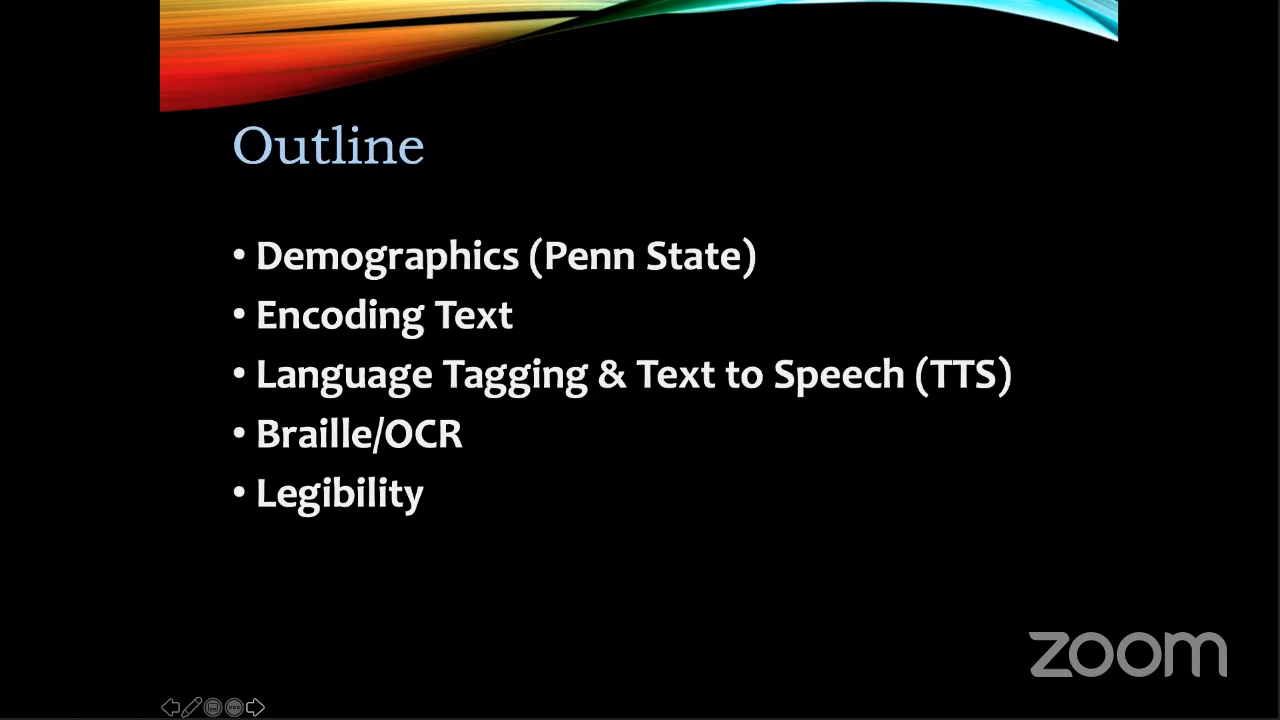 Outline
• Demographics (Penn State)
• Encoding Text
• Language Tagging & Text to Speech (TTS)
• Braille/OCR
• Legibility
zoom